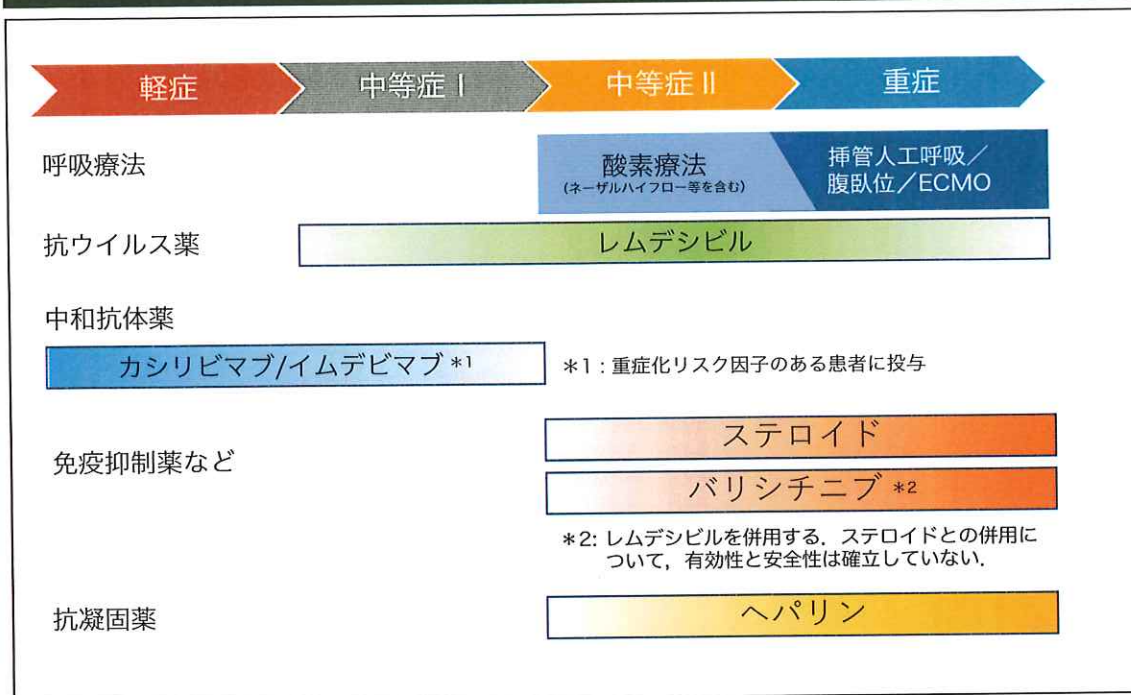 軽症
中等症 Ⅰ
中等症 Ⅱ
重症
呼吸療法
酸素療法
(ネーザルハイフロー等を含む)
挿管人工呼吸／
腹臥位／ECMO
抗ウイルス薬
レムデシビル
中和抗体薬
カシリビマブ/イムデビマブ *1
*1：重症化リスク因子のある患者に投与
免疫抑制薬など
ステロイド
バリシチニブ *2
*2: レムデシビルを併用する．ステロイドとの併用に
ついて，有効性と安全性は確立していない．
抗凝固薬
ヘパリン